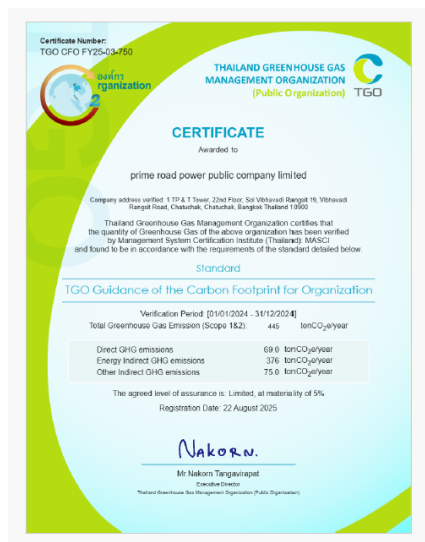 Certificate Number:
TGO CFO FY25-03-750
องค์กร
rganization
2
THAILAND GREENHOUSE GAS
MANAGEMENT ORGANIZATION
(Public Organization)
TGO
CERTIFICATE
Awarded to
prime road power public company limited
Company address verified: 1 TP & T Tower, 22nd Floor, Soi Vibhavadi Rangsit 19, Vibhavadi
Rangsit Road, Chatuchak, Chatuchak, Bangkok Thailand 10900
Thailand Greenhouse Gas Management Organization certifies that
the quantity of Greenhouse Gas of the above organization has been verified
by Management System Certification Institute (Thailand): MASCI
and found to be in accordance with the requirements of the standard detailed below.
Standard
TGO Guidance of the Carbon Footprint for Organization
Verification Period: [01/01/2024 - 31/12/2024]
Total Greenhouse Gas Emission (Scope 1&2): 445 tonCO₂e/year
Direct GHG emissions 69.0 tonCO₂e/year
Energy Indirect GHG emissions 376 tonCO₂e/year
Other Indirect GHG emissions 75.0 tonCO₂e/year
The agreed level of assurance is: Limited, at materiality of 5%
Registration Date: 22 August 2025
NAKORN.
Mr.Nakorn Tangavirapat
Executive Director
Thailand Greenhouse Gas Management Organization (Public Organization)